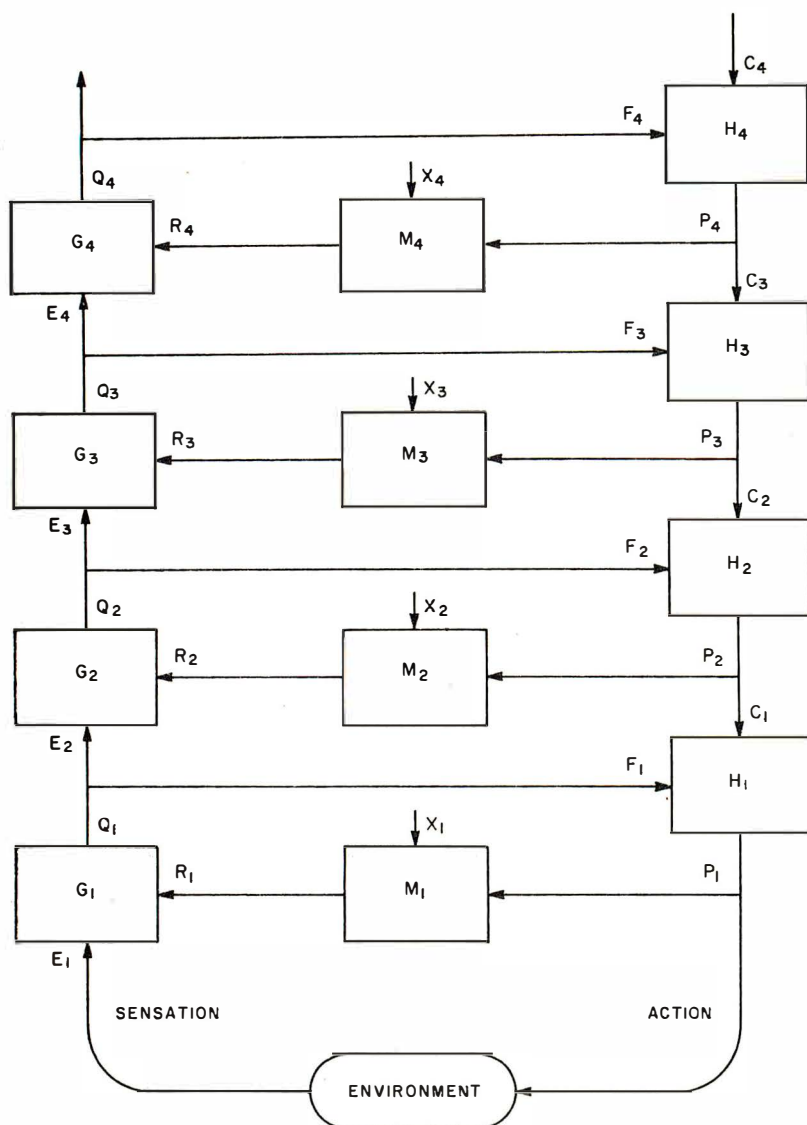 C₄
F₄ H₄
Q₄ X₄
G₄ R₄ M₄ P₄
E₄ C₃
F₃ H₃
Q₃ X₃
G₃ R₃ M₃ P₃
E₃ C₂
F₂ H₂
Q₂ X₂
G₂ R₂ M₂ P₂
E₂ C₁
F₁ H₁
Q₁ X₁
G₁ R₁ M₁ P₁
E₁
SENSATION ACTION
ENVIRONMENT